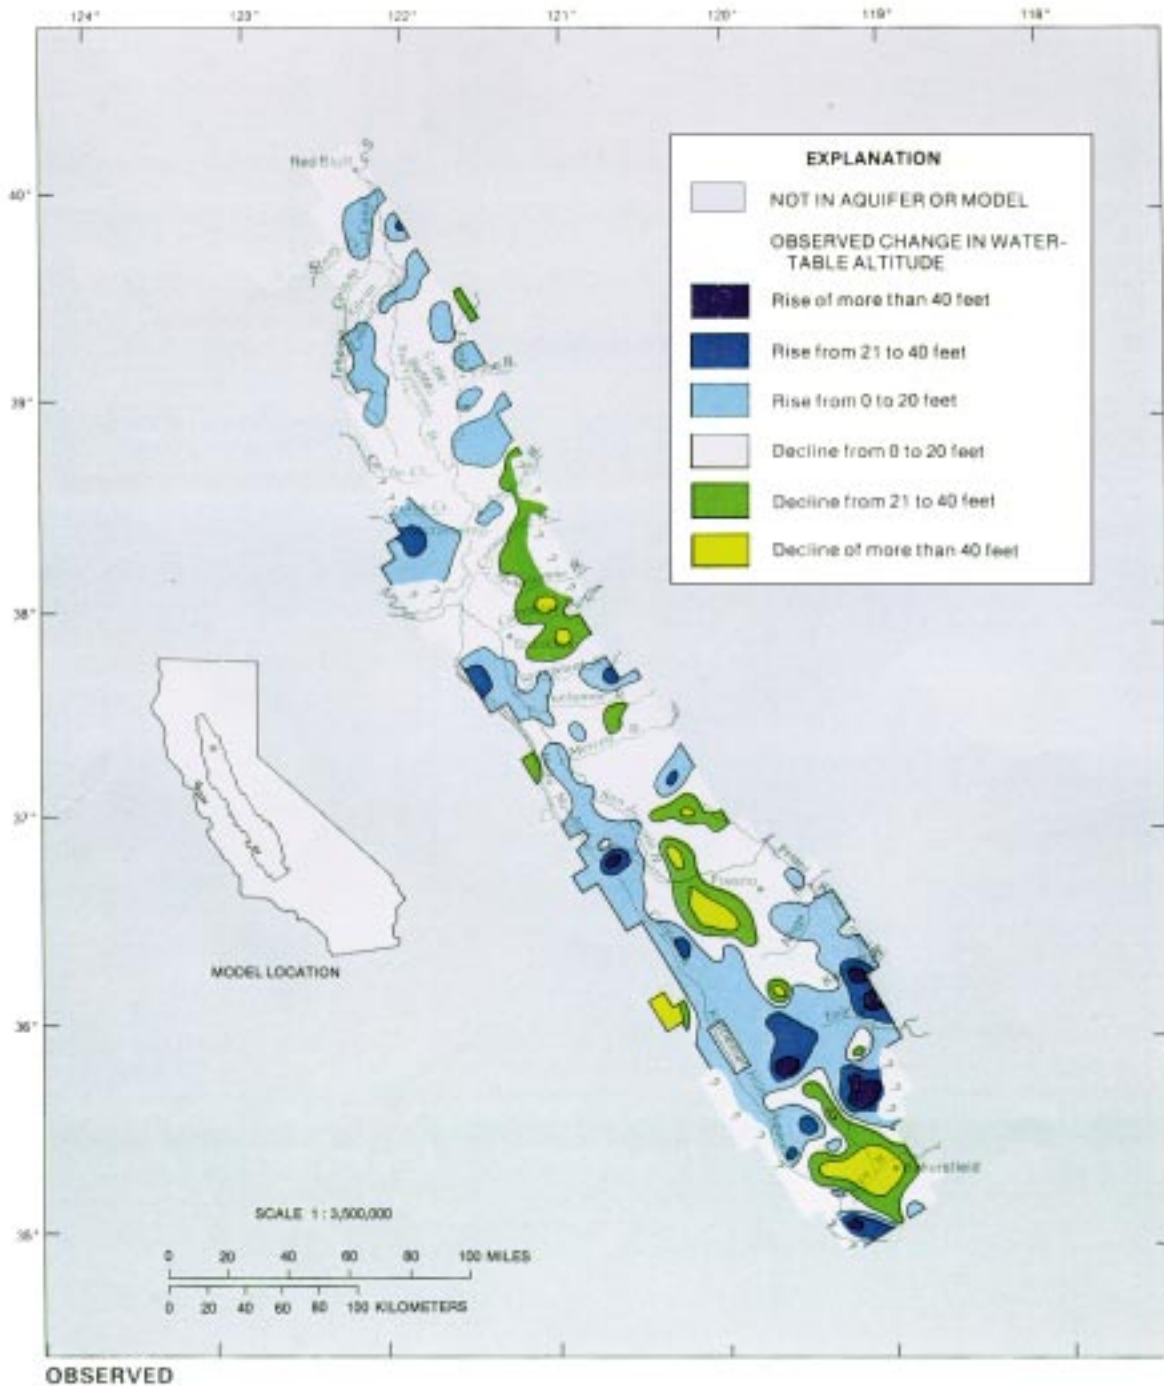 124° 123° 122° 121° 120° 119° 118°
Red Bluff
EXPLANATION
NOT IN AQUIFER OR MODEL
OBSERVED CHANGE IN WATER-
TABLE ALTITUDE
Rise of more than 40 feet
Rise from 21 to 40 feet
Rise from 0 to 20 feet
Decline from 0 to 20 feet
Decline from 21 to 40 feet
Decline of more than 40 feet
40°
39°
38°
37°
Fresno
MODEL LOCATION
36°
SCALE 1 : 3,500,000
35°
0 20 40 60 80 100 MILES
0 20 40 60 80 100 KILOMETERS
OBSERVED